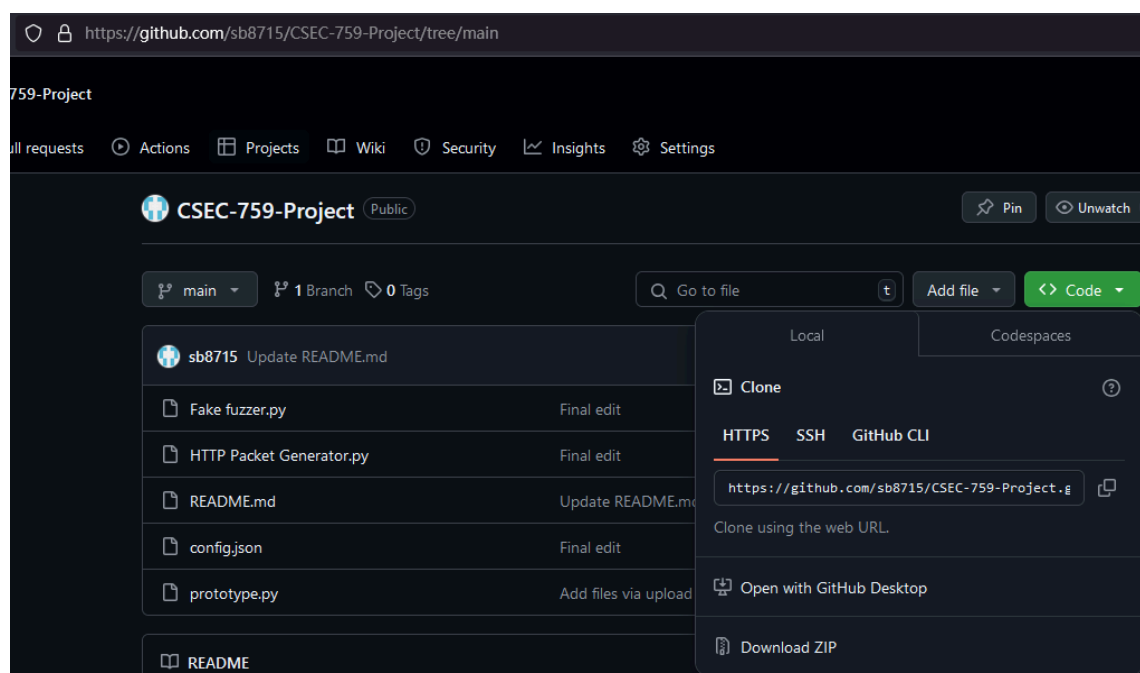 https://github.com/sb8715/CSEC-759-Project/tree/main
759-Project
ull requests Actions Projects Wiki Security Insights Settings
CSEC-759-Project Public Pin Unwatch
main 1 Branch 0 Tags Go to file t Add file Code
Local Codespaces
sb8715 Update README.md
Clone
Fake fuzzer.py Final edit
HTTPS SSH GitHub CLI
HTTP Packet Generator.py Final edit
https://github.com/sb8715/CSEC-759-Project.g
README.md Update README.m
Clone using the web URL.
config.json Final edit
Open with GitHub Desktop
prototype.py Add files via upload
Download ZIP
README